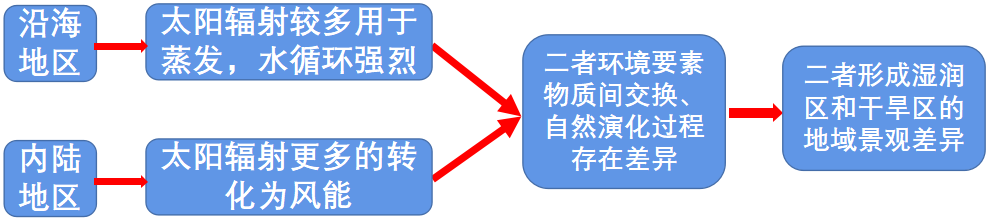 沿海
地区
太阳辐射较多用于
蒸发，水循环强烈
内陆
地区
太阳辐射更多的转
化为风能
二者环境要素
物质间交换、
自然演化过程
存在差异
二者形成湿润
区和干旱区的
地域景观差异